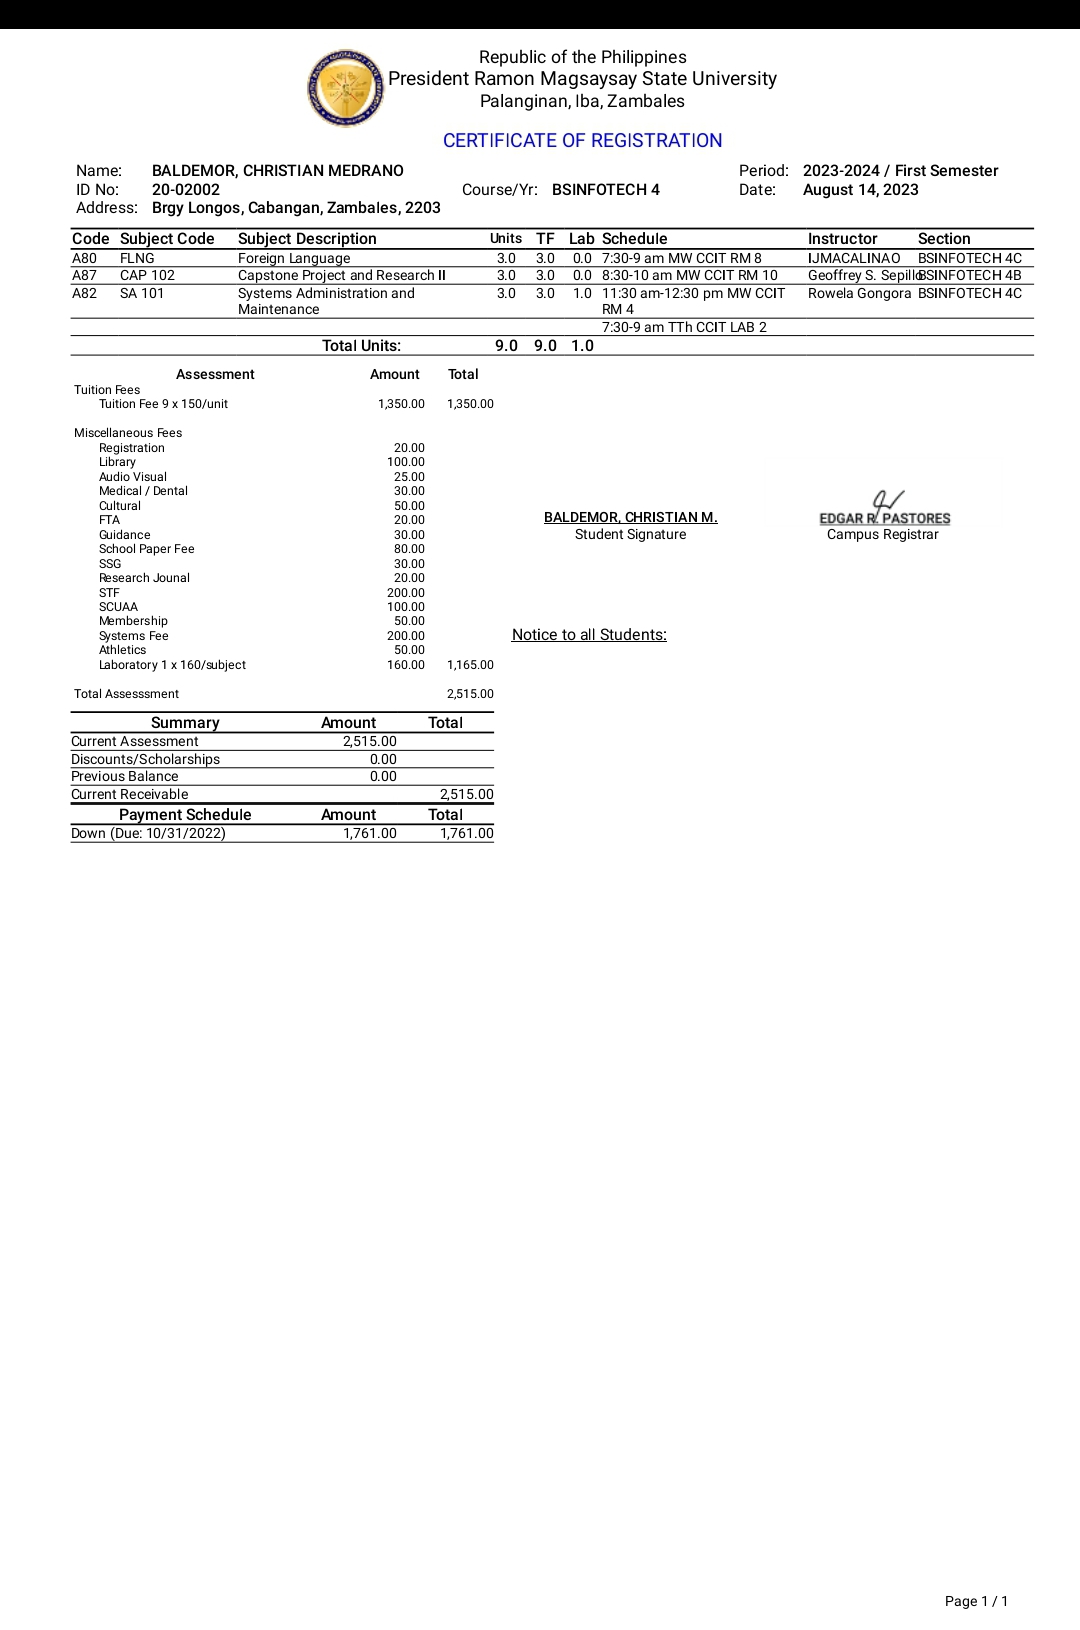 Republic of the Philippines
President Ramon Magsaysay State University
Palanginan, Iba, Zambales
CERTIFICATE OF REGISTRATION
Name: BALDEMOR, CHRISTIAN MEDRANO Period: 2023-2024 / First Semester
ID No: 20-02002 Course/Yr: BSINFOTECH 4 Date: August 14, 2023
Address: Brgy Longos, Cabangan, Zambales, 2203
Code Subject Code Subject Description Units TF Lab Schedule Instructor Section
A80 FLNG Foreign Language 3.0 3.0 0.0 7:30-9 am MW CCIT RM 8 IJMACALINAO BSINFOTECH 4C
A87 CAP 102 Capstone Project and Research II 3.0 3.0 0.0 8:30-10 am MW CCIT RM 10 Geoffrey S. Sepillo BSINFOTECH 4B
A82 SA 101 Systems Administration and 3.0 3.0 1.0 11:30 am-12:30 pm MW CCIT Rowela Gongora BSINFOTECH 4C
Maintenance RM 4
7:30-9 am TTh CCIT LAB 2
Total Units: 9.0 9.0 1.0
Assessment Amount Total
Tuition Fees
Tuition Fee 9 x 150/unit 1,350.00 1,350.00
Miscellaneous Fees
Registration 20.00
Library 100.00
Audio Visual 25.00
Medical / Dental 30.00
Cultural 50.00
FTA 20.00
Guidance 30.00
School Paper Fee 80.00
SSG 30.00
Research Jounal 20.00
STF 200.00
SCUAA 100.00
Membership 50.00
Systems Fee 200.00
Athletics 50.00
Laboratory 1 x 160/subject 160.00 1,165.00
Total Assesssment 2,515.00
BALDEMOR, CHRISTIAN M. EDGAR R. PASTORES
Student Signature Campus Registrar
Notice to all Students:
Summary Amount Total
Current Assessment 2,515.00
Discounts/Scholarships 0.00
Previous Balance 0.00
Current Receivable 2,515.00
Payment Schedule Amount Total
Down (Due: 10/31/2022) 1,761.00 1,761.00
Page 1 / 1